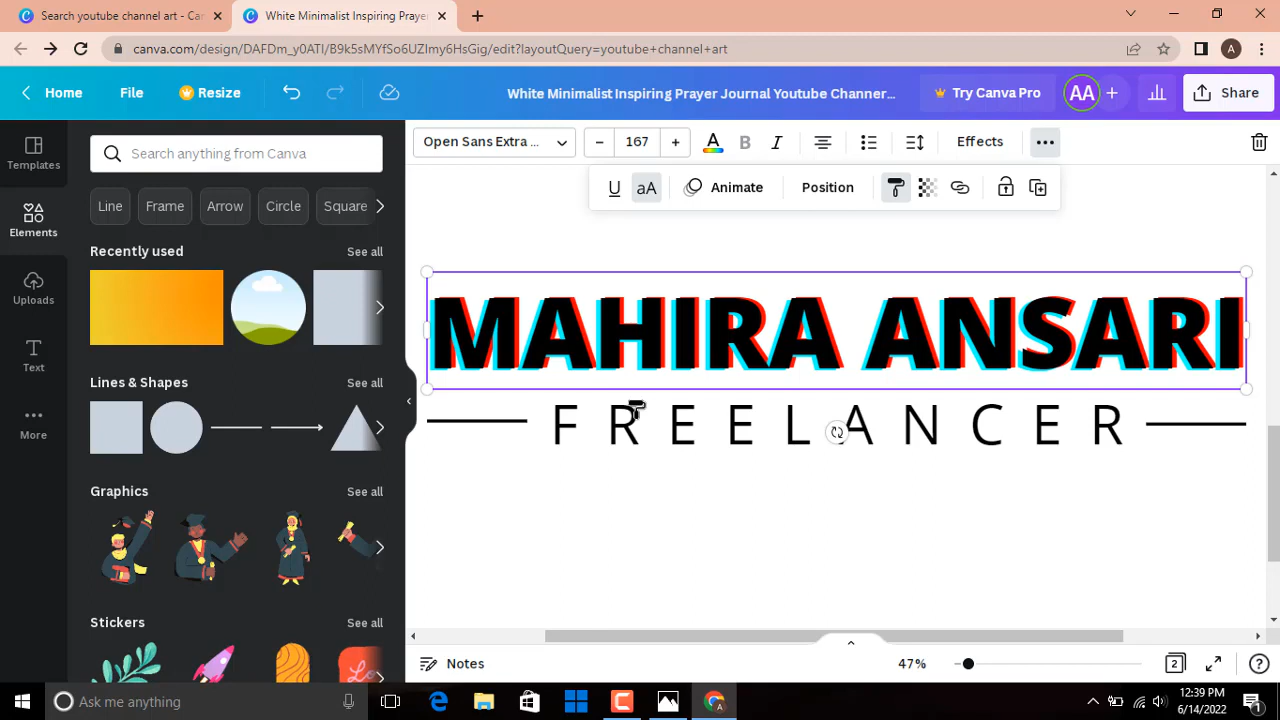 Search youtube channel art - Ca
White Minimalist Inspiring Prayer
canva.com/design/DAFDm_y0ATI/B9k5sMYfSo6UZImy6HsGig/edit?layoutQuery=youtube+channel+art
A
Home
File
Resize
White Minimalist Inspiring Prayer Journal Youtube Channer...
Try Canva Pro
AA
Share
Templates
Elements
Uploads
Text
More
Search anything from Canva
Line
Frame
Arrow
Circle
Square
Recently used
See all
Lines & Shapes
See all
Graphics
See all
Stickers
See all
Open Sans Extra ...
167
A
B
I
Effects
U
aA
Animate
Position
MAHIRA ANSARI
FREELANCER
Notes
47%
2
Ask me anything
12:39 PM
6/14/2022
1